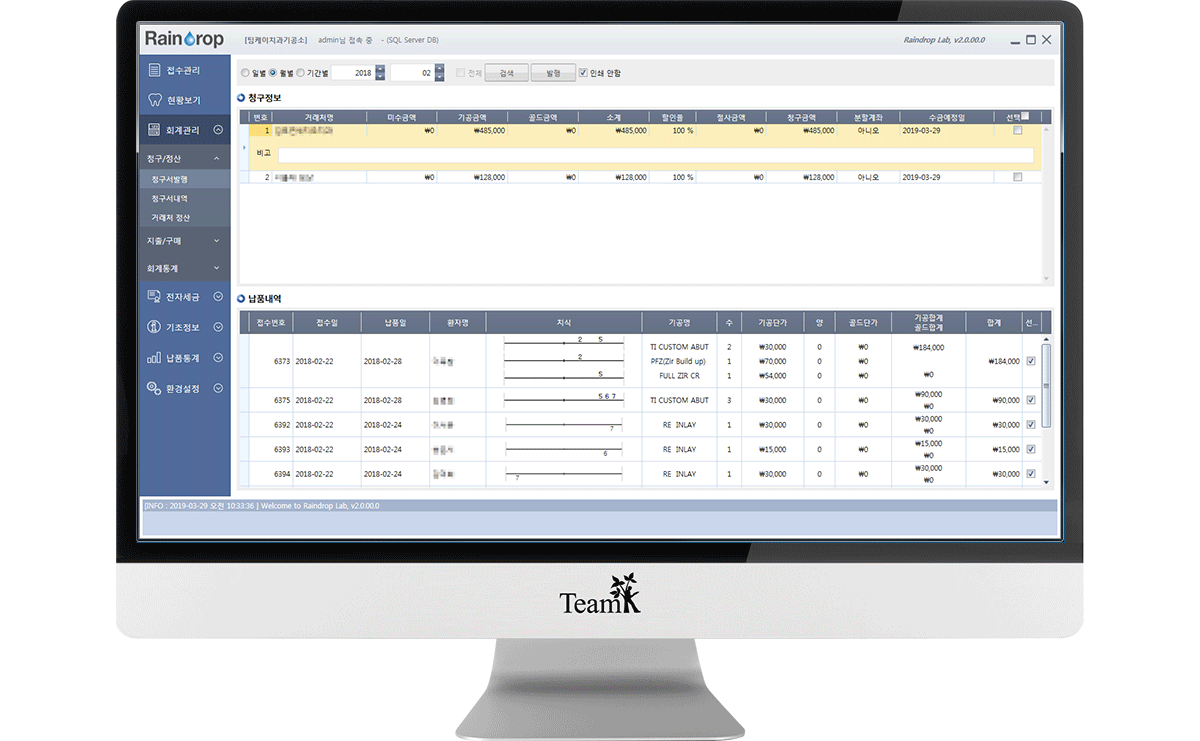 Raindrop [팀케이치과기공소] admin님 접속 중 - (SQL Server DB) Raindrop Lab, v2.0.00.0
접수관리
현황보기
회계관리
청구/정산
청구서발행
청구서내역
거래처 정산
지출/구매
회계통계
전자세금
기초정보
납품통계
환경설정
일별 월별 기간별 2018 02 전체 검색 발행 인쇄 안함
청구정보
번호 거래처명 미수금액 기공금액 골드금액 소계 할인율 절사금액 청구금액 분할계좌 수금예정일 선택
1 ₩0 ₩485,000 ₩0 ₩485,000 100 % ₩0 ₩485,000 아니오 2019-03-29
비고
2 ₩0 ₩128,000 ₩0 ₩128,000 100 % ₩0 ₩128,000 아니오 2019-03-29
납품내역
접수번호 접수일 납품일 환자명 치식 기공명 수 기공단가 양 골드단가 기공합계 합계 선...
골드합계
2 5 TI CUSTOM ABUT 2 ₩30,000 0 ₩0 ₩184,000
6373 2018-02-22 2018-02-28 2 PFZ(Zir Build up) 1 ₩70,000 0 ₩0 ₩184,000
5 FULL ZIR CR 1 ₩54,000 0 ₩0 ₩0
6375 2018-02-22 2018-02-28 5 6 7 TI CUSTOM ABUT 3 ₩30,000 0 ₩0 ₩90,000 ₩90,000
₩0
6392 2018-02-22 2018-02-24 7 RE INLAY 1 ₩30,000 0 ₩0 ₩30,000 ₩30,000
₩0
6393 2018-02-22 2018-02-24 6 RE INLAY 1 ₩15,000 0 ₩0 ₩15,000 ₩15,000
₩0
6394 2018-02-22 2018-02-24 7 RE INLAY 1 ₩30,000 0 ₩0 ₩30,000 ₩30,000
₩0
[INFO : 2019-03-29 오전 10:33:36 ] Welcome to Raindrop Lab, v2.0.00.0
TeamK